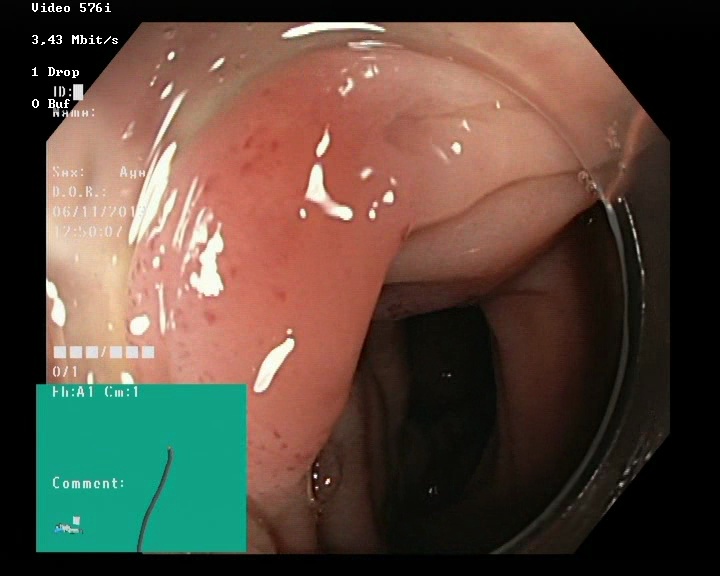 Video 576i
3,43 Mbit/s
1 Drop
ID:
0 Buf
Name:
Sex: Age
D.O.R.:
06/11/201
12:50:07
0/1
Ph:A1 Cm:1
Comment: